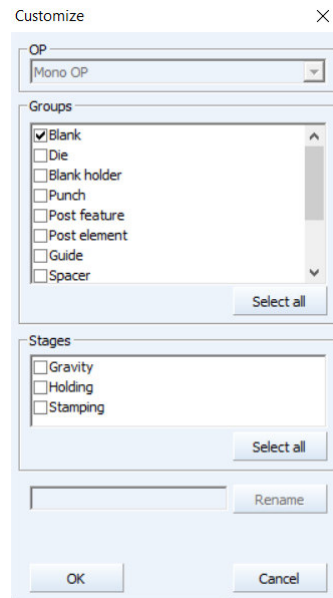 Customize
OP
Mono OP
Groups
Blank
Die
Blank holder
Punch
Post feature
Post element
Guide
Spacer
Select all
Stages
Gravity
Holding
Stamping
Select all
Rename
OK
Cancel